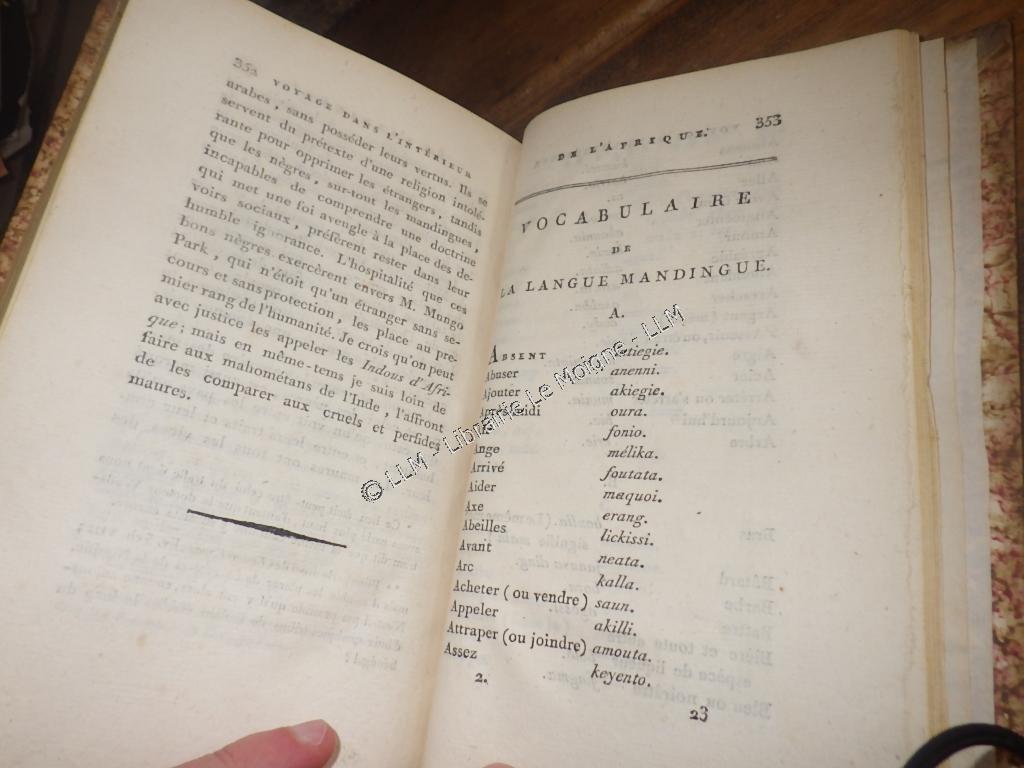 352 VOYAGE DANS L'INTÉRIEUR
arabes, sans posséder leurs vertus. Ils se
servent du prétexte d'une religion intolé-
rante pour opprimer les étrangers, tandis
que les nègres, sur-tout les mandingues,
incapables de comprendre une doctrine
qui met une foi aveugle à la place des de-
voirs sociaux, préfèrent rester dans leur
humble ignorance. L'hospitalité que ces
bons nègres exercèrent envers M. Mungo
Park, qui n'étoit qu'un étranger sans se-
cours et sans protection, les place au pre-
mier rang de l'humanité. Je crois qu'on peut
avec justice les appeler les Indous d'Afri-
que; mais en même-tems je suis loin de
faire aux mahométans de l'Inde, l'affront
de les comparer aux cruels et perfides
maures.
DE L'AFRIQUE. 353
VOCABULAIRE
DE
LA LANGUE MANDINGUE.
A.
ABSENT
Abuser anenni.
Ajouter akiegie.
Après-midi oura.
fonio.
Ange mélika.
Arrivé foutata.
Aider maquoi.
Axe erang.
Abeilles lickissi.
Avant neata.
Arc kalla.
Acheter (ou vendre) saun.
Appeler akilli.
Attraper (ou joindre) amouta.
Assez keyento.
2. 23
© LLM - Librairie Le Moigne - LLM